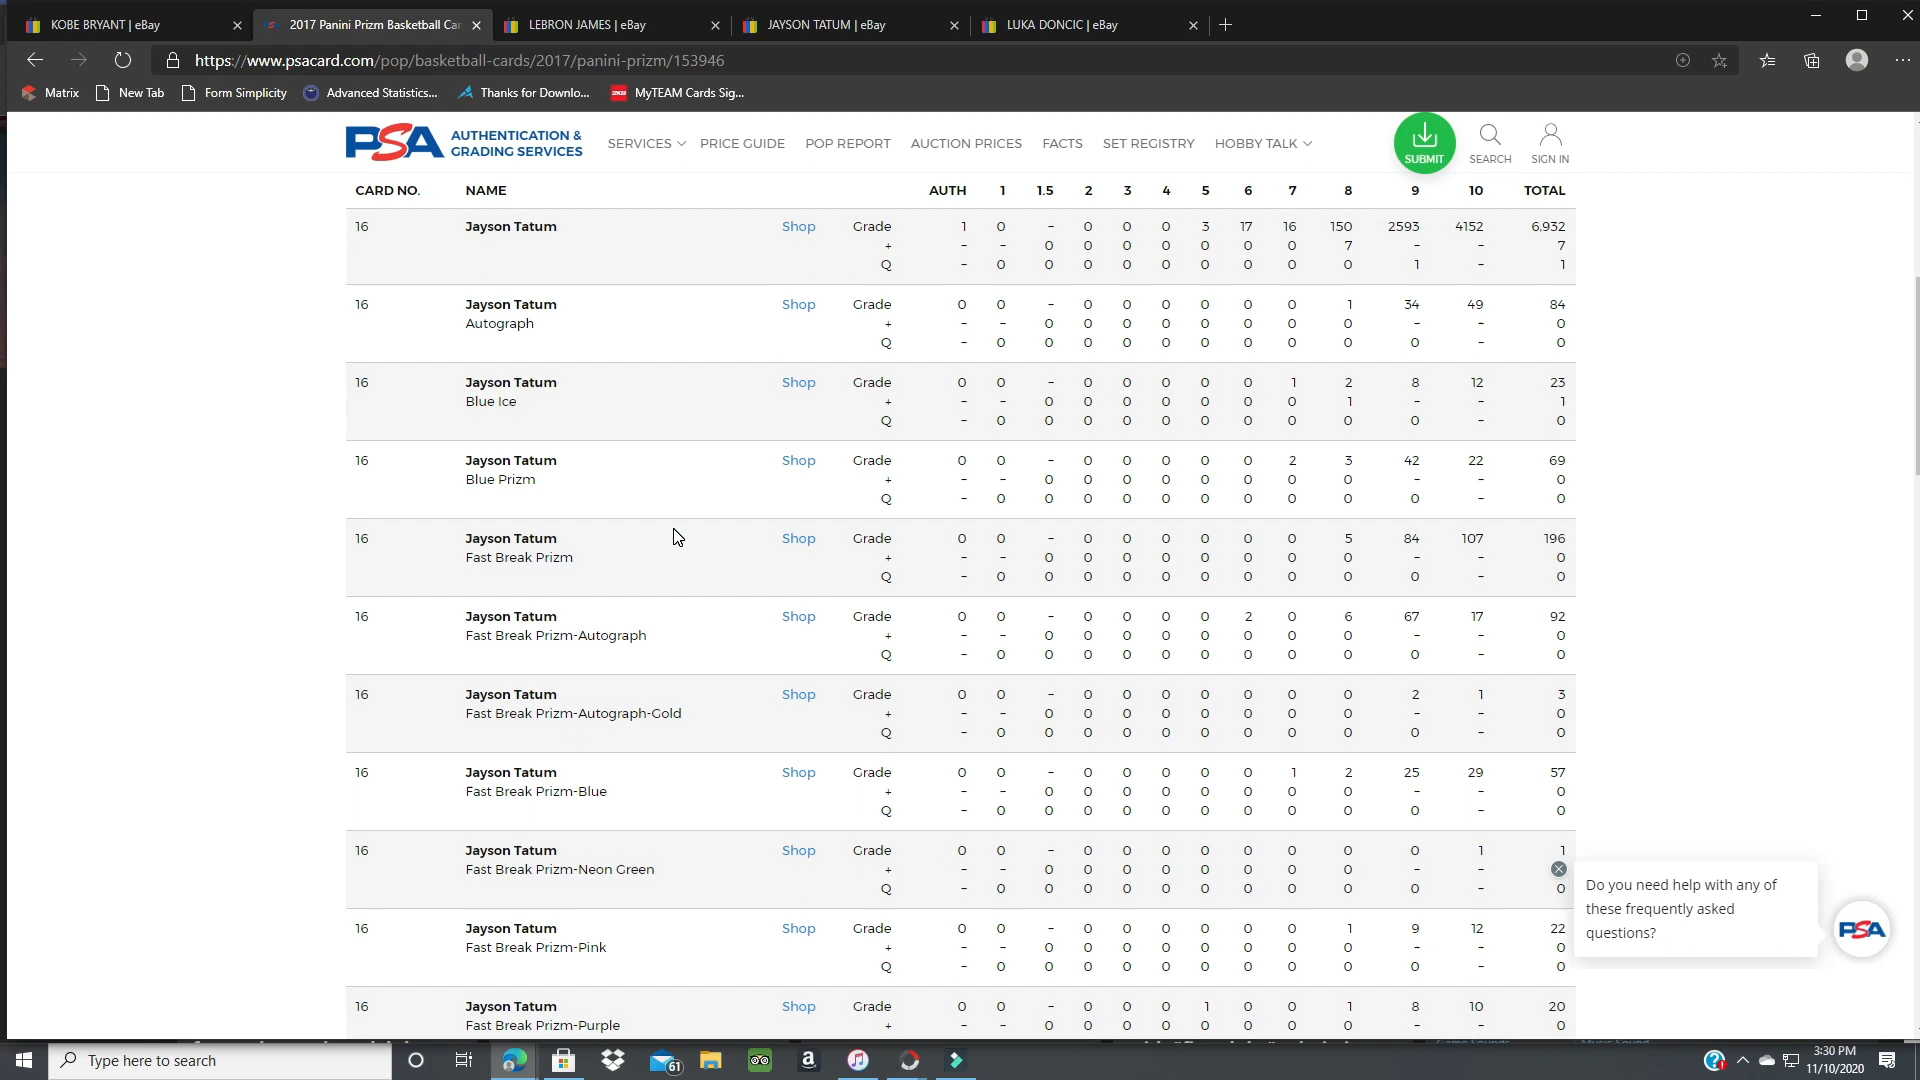 KOBE BRYANT | eBay
2017 Panini Prizm Basketball Car
LEBRON JAMES | eBay
JAYSON TATUM | eBay
LUKA DONCIC | eBay
https://www.psacard.com/pop/basketball-cards/2017/panini-prizm/153946
Matrix New Tab Form Simplicity Advanced Statistics... Thanks for Downlo... MyTEAM Cards Sig...
PSA AUTHENTICATION &
GRADING SERVICES
SERVICES PRICE GUIDE POP REPORT AUCTION PRICES FACTS SET REGISTRY HOBBY TALK
SUBMIT SEARCH SIGN IN
CARD NO. NAME AUTH 1 1.5 2 3 4 5 6 7 8 9 10 TOTAL
16 Jayson Tatum Shop Grade 1 0 - 0 0 0 3 17 16 150 2593 4152 6,932
+ - - 0 0 0 0 0 0 0 7 - - 7
Q - 0 0 0 0 0 0 0 0 0 1 - 1
16 Jayson Tatum Shop Grade 0 0 - 0 0 0 0 0 0 1 34 49 84
Autograph + - - 0 0 0 0 0 0 0 0 - - 0
Q - 0 0 0 0 0 0 0 0 0 0 - 0
16 Jayson Tatum Shop Grade 0 0 - 0 0 0 0 0 1 2 8 12 23
Blue Ice + - - 0 0 0 0 0 0 0 1 - - 1
Q - 0 0 0 0 0 0 0 0 0 0 - 0
16 Jayson Tatum Shop Grade 0 0 - 0 0 0 0 0 2 3 42 22 69
Blue Prizm + - - 0 0 0 0 0 0 0 0 - - 0
Q - 0 0 0 0 0 0 0 0 0 0 - 0
16 Jayson Tatum Shop Grade 0 0 - 0 0 0 0 0 0 5 84 107 196
Fast Break Prizm + - - 0 0 0 0 0 0 0 0 - - 0
Q - 0 0 0 0 0 0 0 0 0 0 - 0
16 Jayson Tatum Shop Grade 0 0 - 0 0 0 0 2 0 6 67 17 92
Fast Break Prizm-Autograph + - - 0 0 0 0 0 0 0 0 - - 0
Q - 0 0 0 0 0 0 0 0 0 0 - 0
16 Jayson Tatum Shop Grade 0 0 - 0 0 0 0 0 0 0 2 1 3
Fast Break Prizm-Autograph-Gold + - - 0 0 0 0 0 0 0 0 - - 0
Q - 0 0 0 0 0 0 0 0 0 0 - 0
16 Jayson Tatum Shop Grade 0 0 - 0 0 0 0 0 1 2 25 29 57
Fast Break Prizm-Blue + - - 0 0 0 0 0 0 0 0 - - 0
Q - 0 0 0 0 0 0 0 0 0 0 - 0
16 Jayson Tatum Shop Grade 0 0 - 0 0 0 0 0 0 0 0 1 1
Fast Break Prizm-Neon Green + - - 0 0 0 0 0 0 0 0 - -
Q - 0 0 0 0 0 0 0 0 0 0 - 0
16 Jayson Tatum Shop Grade 0 0 - 0 0 0 0 0 0 1 9 12 22
Fast Break Prizm-Pink + - - 0 0 0 0 0 0 0 0 - - 0
Q - 0 0 0 0 0 0 0 0 0 0 - 0
16 Jayson Tatum Shop Grade 0 0 - 0 0 0 1 0 0 1 8 10 20
Fast Break Prizm-Purple + - - 0 0 0 0 0 0 0 0 - - 0
Do you need help with any of
these frequently asked
questions?
PSA
Type here to search
61
3:30 PM
11/10/2020